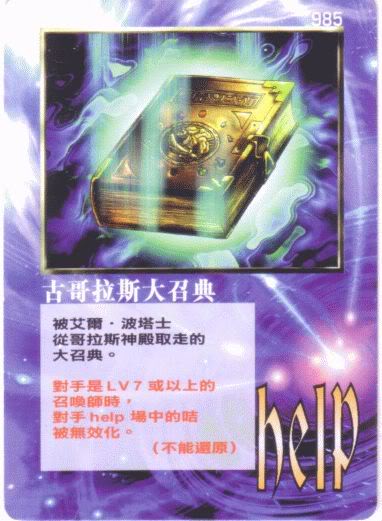 985
古哥拉斯大召典
被艾爾·波塔士
從哥拉斯神殿取走的
大召典。
對手是LV7或以上的
召喚師時，
對手help 場中的咭
被無效化。
（不能還原）
help